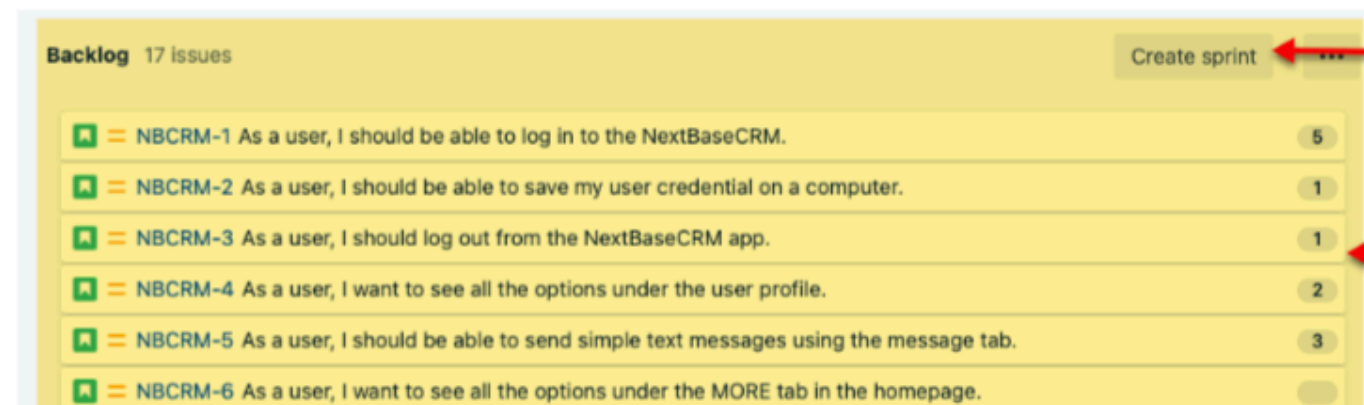 Backlog 17 issues Create sprint ...
NBCRM-1 As a user, I should be able to log in to the NextBaseCRM. 5
NBCRM-2 As a user, I should be able to save my user credential on a computer. 1
NBCRM-3 As a user, I should log out from the NextBaseCRM app. 1
NBCRM-4 As a user, I want to see all the options under the user profile. 2
NBCRM-5 As a user, I should be able to send simple text messages using the message tab. 3
NBCRM-6 As a user, I want to see all the options under the MORE tab in the homepage.